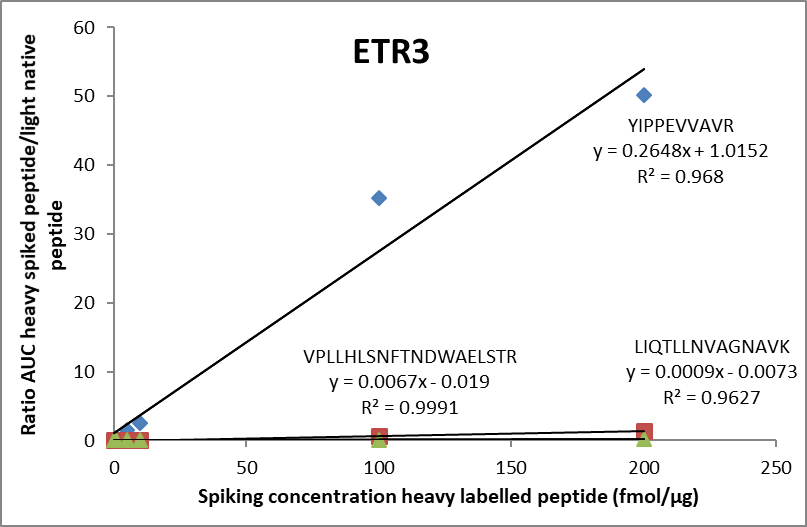 ETR3
Ratio AUC heavy spiked peptide/light native
peptide
60
50
40
30
20
10
0
YIPPEVVAVR
y = 0.2648x + 1.0152
R² = 0.968
VPLLHLSNFTNDWAELSTR
y = 0.0067x - 0.019
R² = 0.9991
LIQTLLNVAGNAVK
y = 0.0009x - 0.0073
R² = 0.9627
0 50 100 150 200 250
Spiking concentration heavy labelled peptide (fmol/µg)